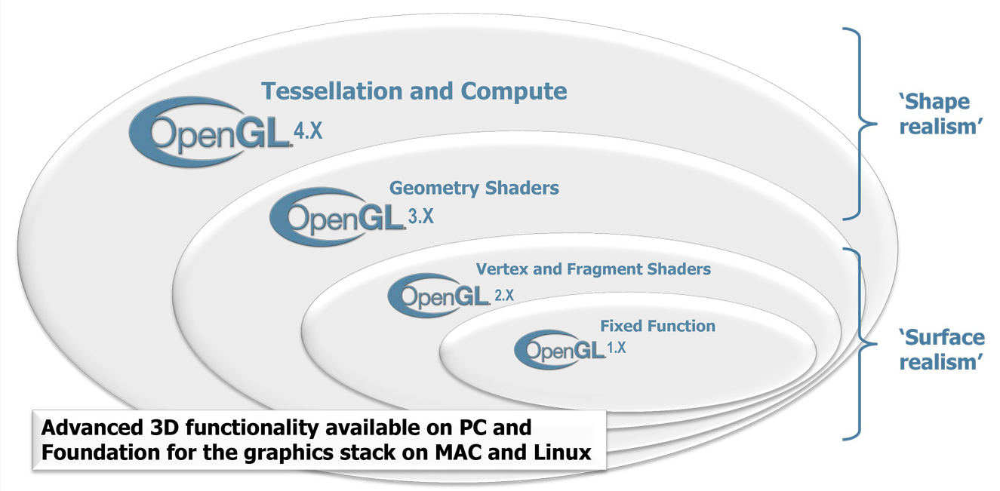 Tessellation and Compute
OpenGL 4.X
Geometry Shaders
OpenGL 3.X
Vertex and Fragment Shaders
OpenGL 2.X
Fixed Function
OpenGL 1.X
‘Shape
realism’
‘Surface
realism’
Advanced 3D functionality available on PC and
Foundation for the graphics stack on MAC and Linux